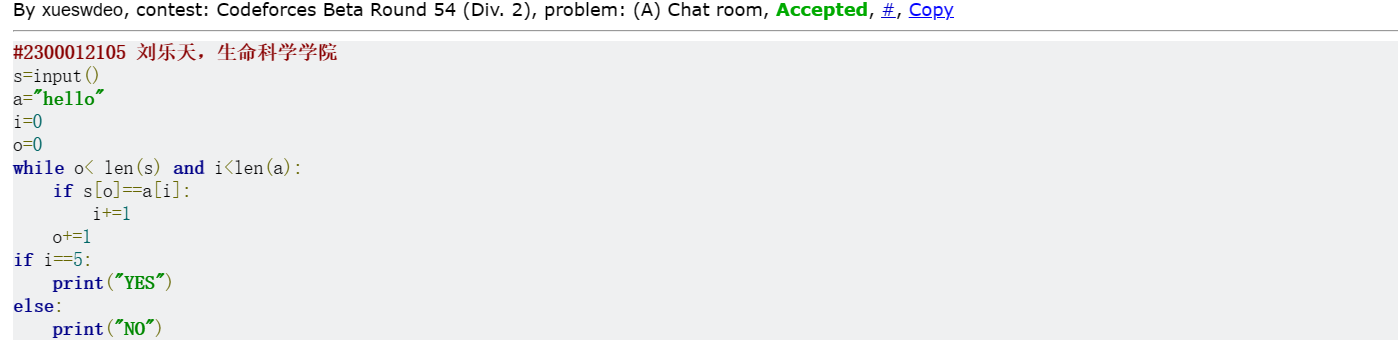 By xueswdeo, contest: Codeforces Beta Round 54 (Div. 2), problem: (A) Chat room, Accepted, #, Copy
#2300012105 刘乐天，生命科学学院
s=input()
a="hello"
i=0
o=0
while o< len(s) and i<len(a):
    if s[o]==a[i]:
        i+=1
    o+=1
if i==5:
    print("YES")
else:
    print("NO")